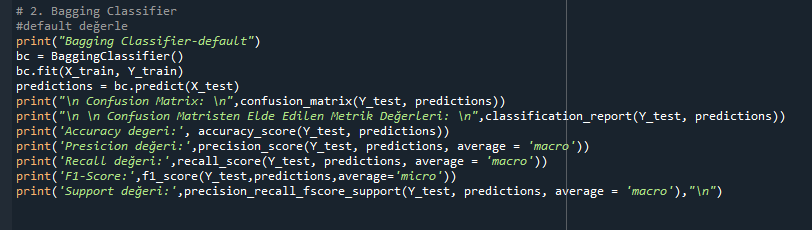 # 2. Bagging Classifier
#default değerle
print("Bagging Classifier-default")
bc = BaggingClassifier()
bc.fit(X_train, Y_train)
predictions = bc.predict(X_test)
print("\n Confusion Matrix: \n",confusion_matrix(Y_test, predictions))
print("\n \n Confusion Matristen Elde Edilen Metrik Değerleri: \n",classification_report(Y_test, predictions))
print('Accuracy degeri:', accuracy_score(Y_test, predictions))
print('Presicion değeri:',precision_score(Y_test, predictions, average = 'macro'))
print('Recall değeri:',recall_score(Y_test, predictions, average = 'macro'))
print('F1-Score:',f1_score(Y_test,predictions,average='micro'))
print('Support değeri:',precision_recall_fscore_support(Y_test, predictions, average = 'macro'),"\n")